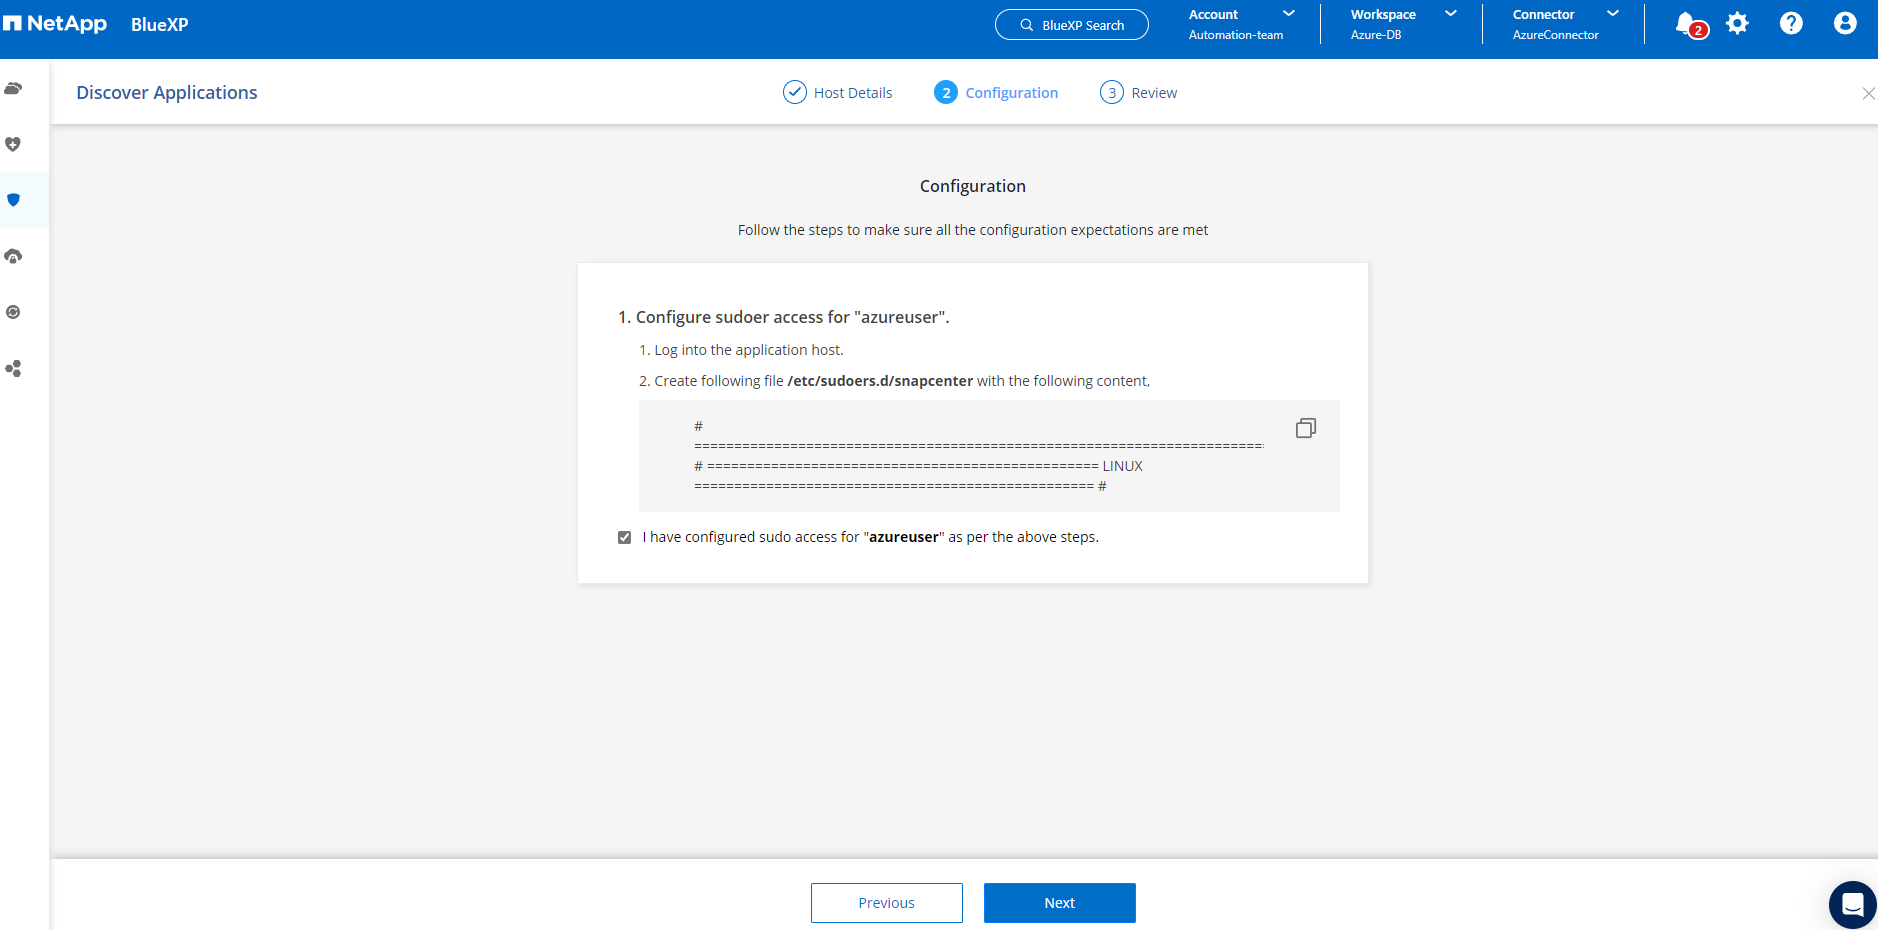 NetApp BlueXP
BlueXP Search
Account
Automation-team
Workspace
Azure-DB
Connector
AzureConnector
2
Discover Applications
Host Details
2 Configuration
3 Review
Configuration
Follow the steps to make sure all the configuration expectations are met
1. Configure sudoer access for "azureuser".
1. Log into the application host.
2. Create following file /etc/sudoers.d/snapcenter with the following content,
#
========================================================================
# ================================================= LINUX
================================================== #
I have configured sudo access for "azureuser" as per the above steps.
Previous
Next